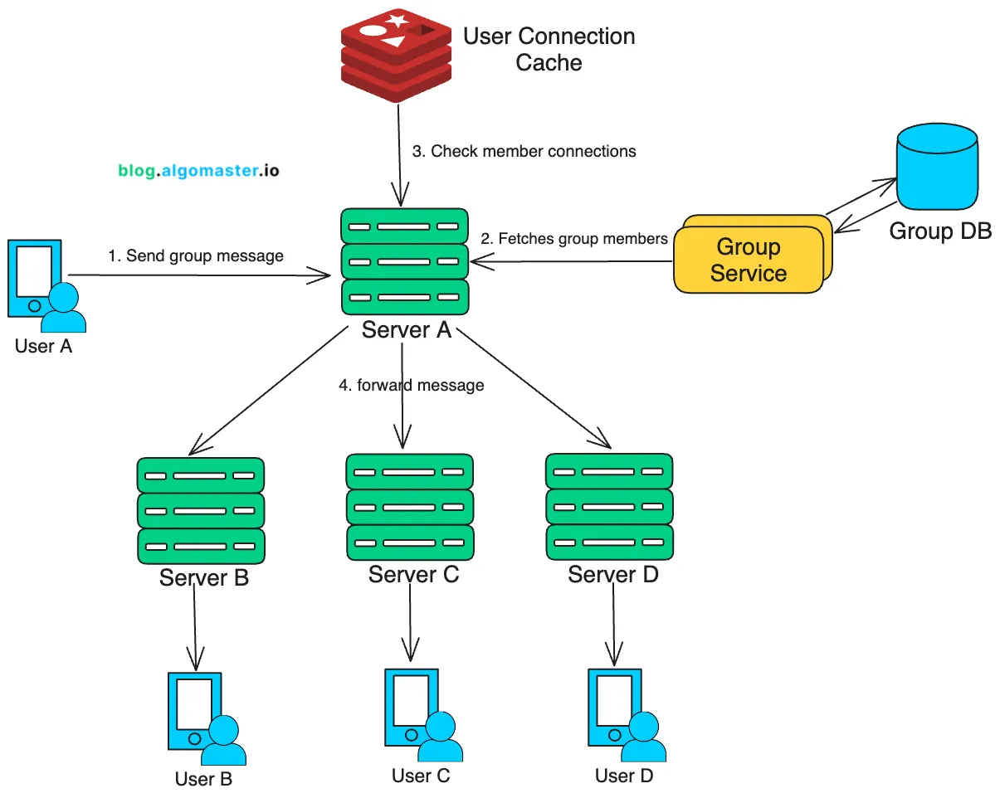 User Connection
Cache
3. Check member connections
blog.algomaster.io
Group DB
2. Fetches group members
Group
Service
1. Send group message
User A
Server A
4. forward message
Server B
Server C
Server D
User B
User C
User D